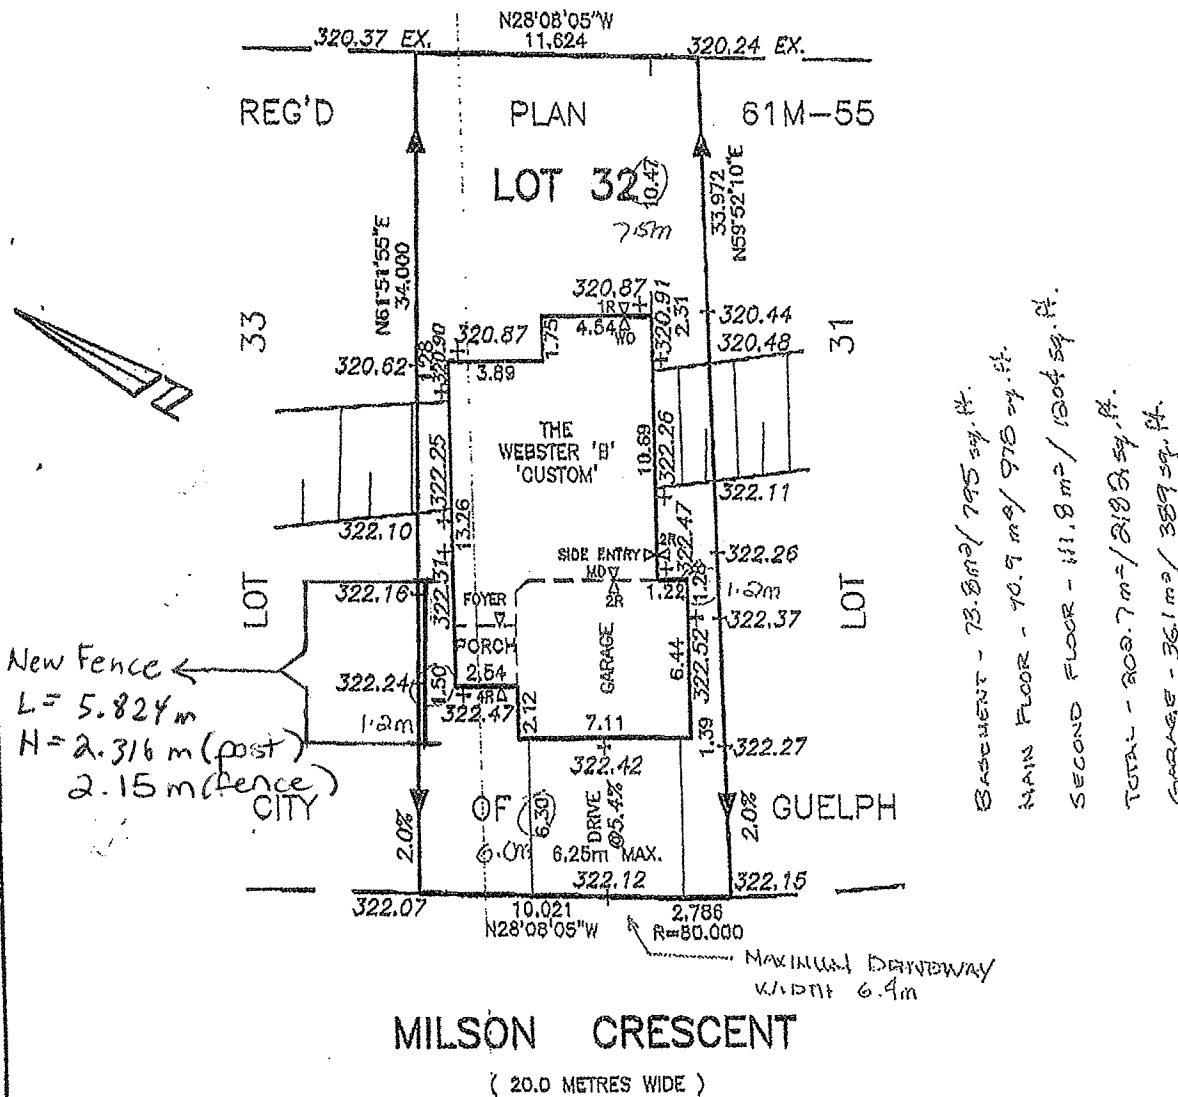 N28°08'05"W
320.37 EX.
11.624
320.24 EX.
REG'D PLAN 61M-55
LOT 32
10.47
7.5m
N61°51'55"E
34.000
33.972
N59°52'10"E
33
31
320.87
1R
4.64
WO
320.91
2.31
320.44
1.75
320.87
3.89
320.90
1.28
320.62
320.48
THE
WEBSTER 'B'
'CUSTOM'
10.69
322.26
322.25
13.26
322.11
322.10
322.47
2R
SIDE ENTRY
322.26
MD
2R
1.22
1.28
1.2m
322.31
322.16
FOYER
PORCH
2.54
4R
GARAGE
6.44
322.52
322.37
LOT
LOT
New Fence
L = 5.824 m
H = 2.316 m (post)
2.15 m (fence)
322.24
1.50
1.2m
322.47
2.12
7.11
322.42
1.39
322.27
CITY OF GUELPH
6.30
6.0m
DRIVE
@5.4%
6.25m MAX.
2.0%
2.0%
322.12
322.15
322.07
10.021
2.786
N28°08'05"W
R=80.000
MAXIMUM DRIVEWAY
WIDTH 6.4m
MILSON CRESCENT
( 20.0 METRES WIDE )
BASEMENT - 73.8m²/ 795 sq.ft.
MAIN FLOOR - 90.9 m²/ 978 sq.ft.
SECOND FLOOR - 111.8 m²/ 1204 sq.ft.
TOTAL - 202.7 m²/ 2182 sq.ft.
GARAGE - 36.1 m²/ 389 sq.ft.